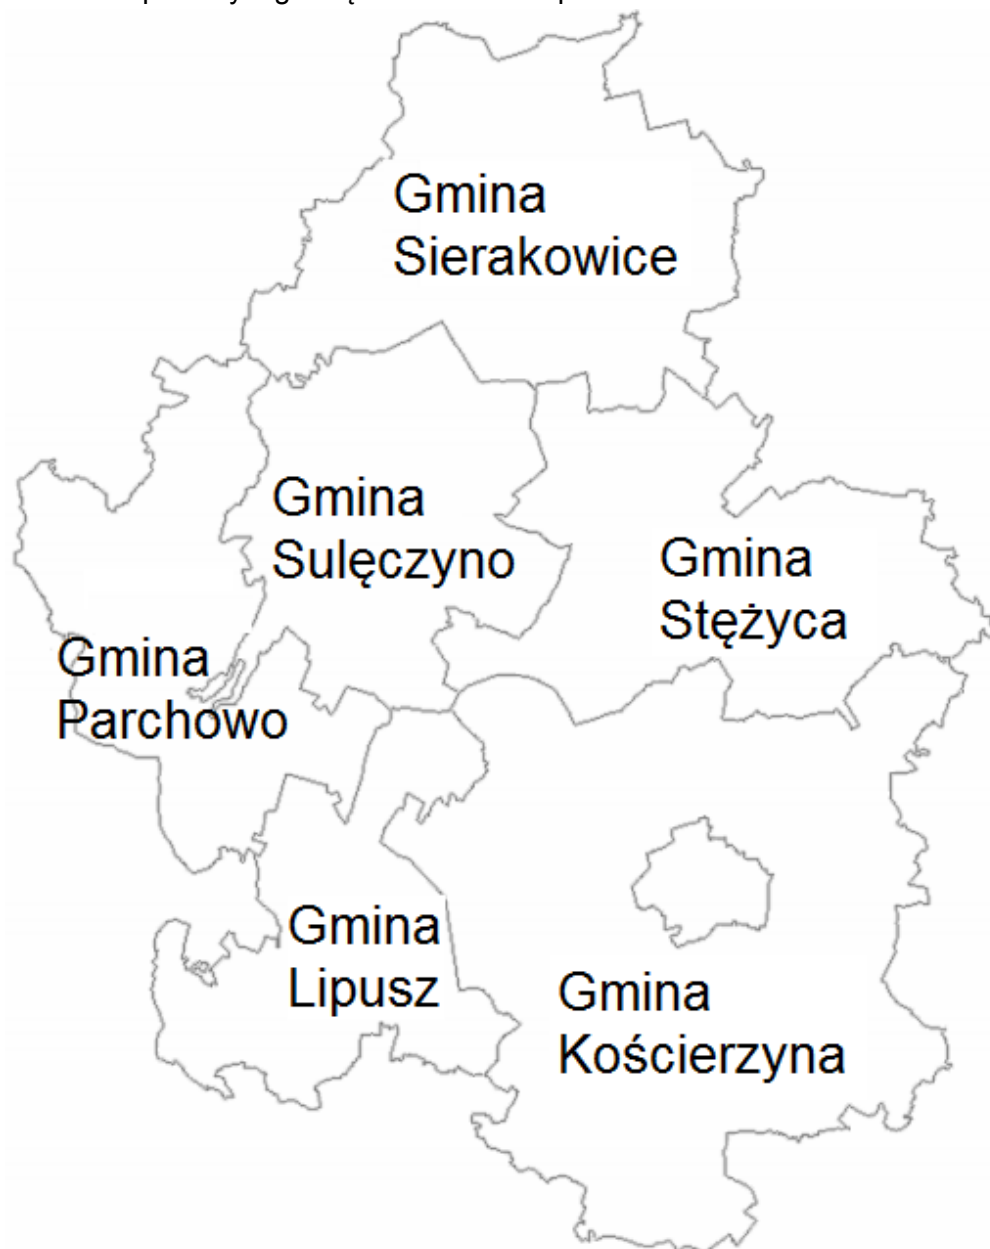 Gmina
Sierakowice
Gmina
Sulęczyno
Gmina
Stężyca
Gmina
Parchowo
Gmina
Lipusz
Gmina
Kościerzyna